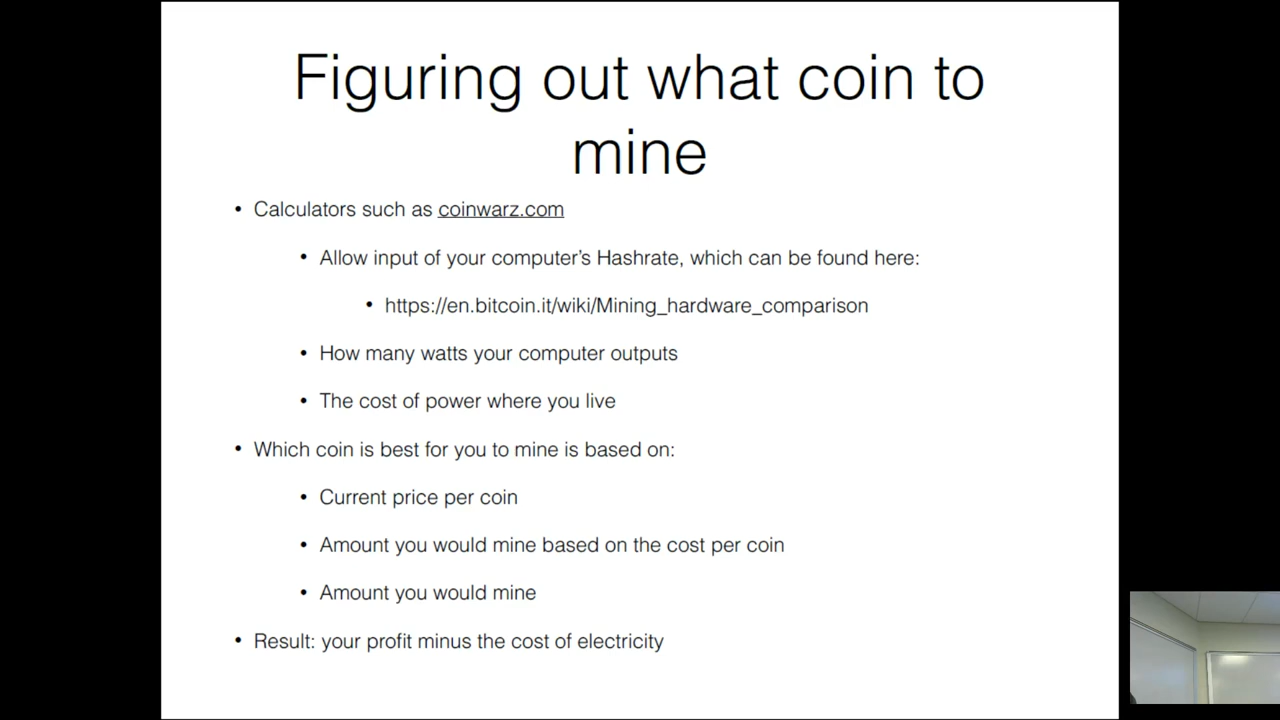 Figuring out what coin to
mine
• Calculators such as coinwarz.com
• Allow input of your computer’s Hashrate, which can be found here:
• https://en.bitcoin.it/wiki/Mining_hardware_comparison
• How many watts your computer outputs
• The cost of power where you live
• Which coin is best for you to mine is based on:
• Current price per coin
• Amount you would mine based on the cost per coin
• Amount you would mine
• Result: your profit minus the cost of electricity